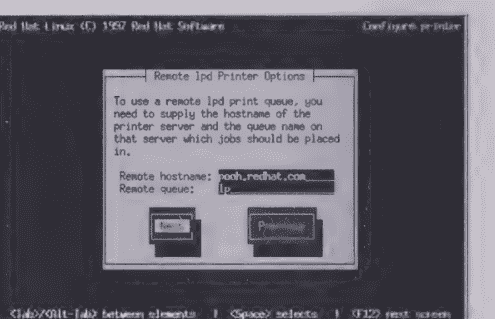 Red Hat Linux (C) 1997 Red Hat Software Configure printer
Remote lpd Printer Options
To use a remote lpd print queue, you
need to supply the hostname of the
printer server and the queue name on
that server which jobs should be placed
in.
Remote hostname: pooh.redhat.com
Remote queue: lp
Next Previous
<Tab>/<Alt-Tab> between elements | <Space> selects | <F12> next screen